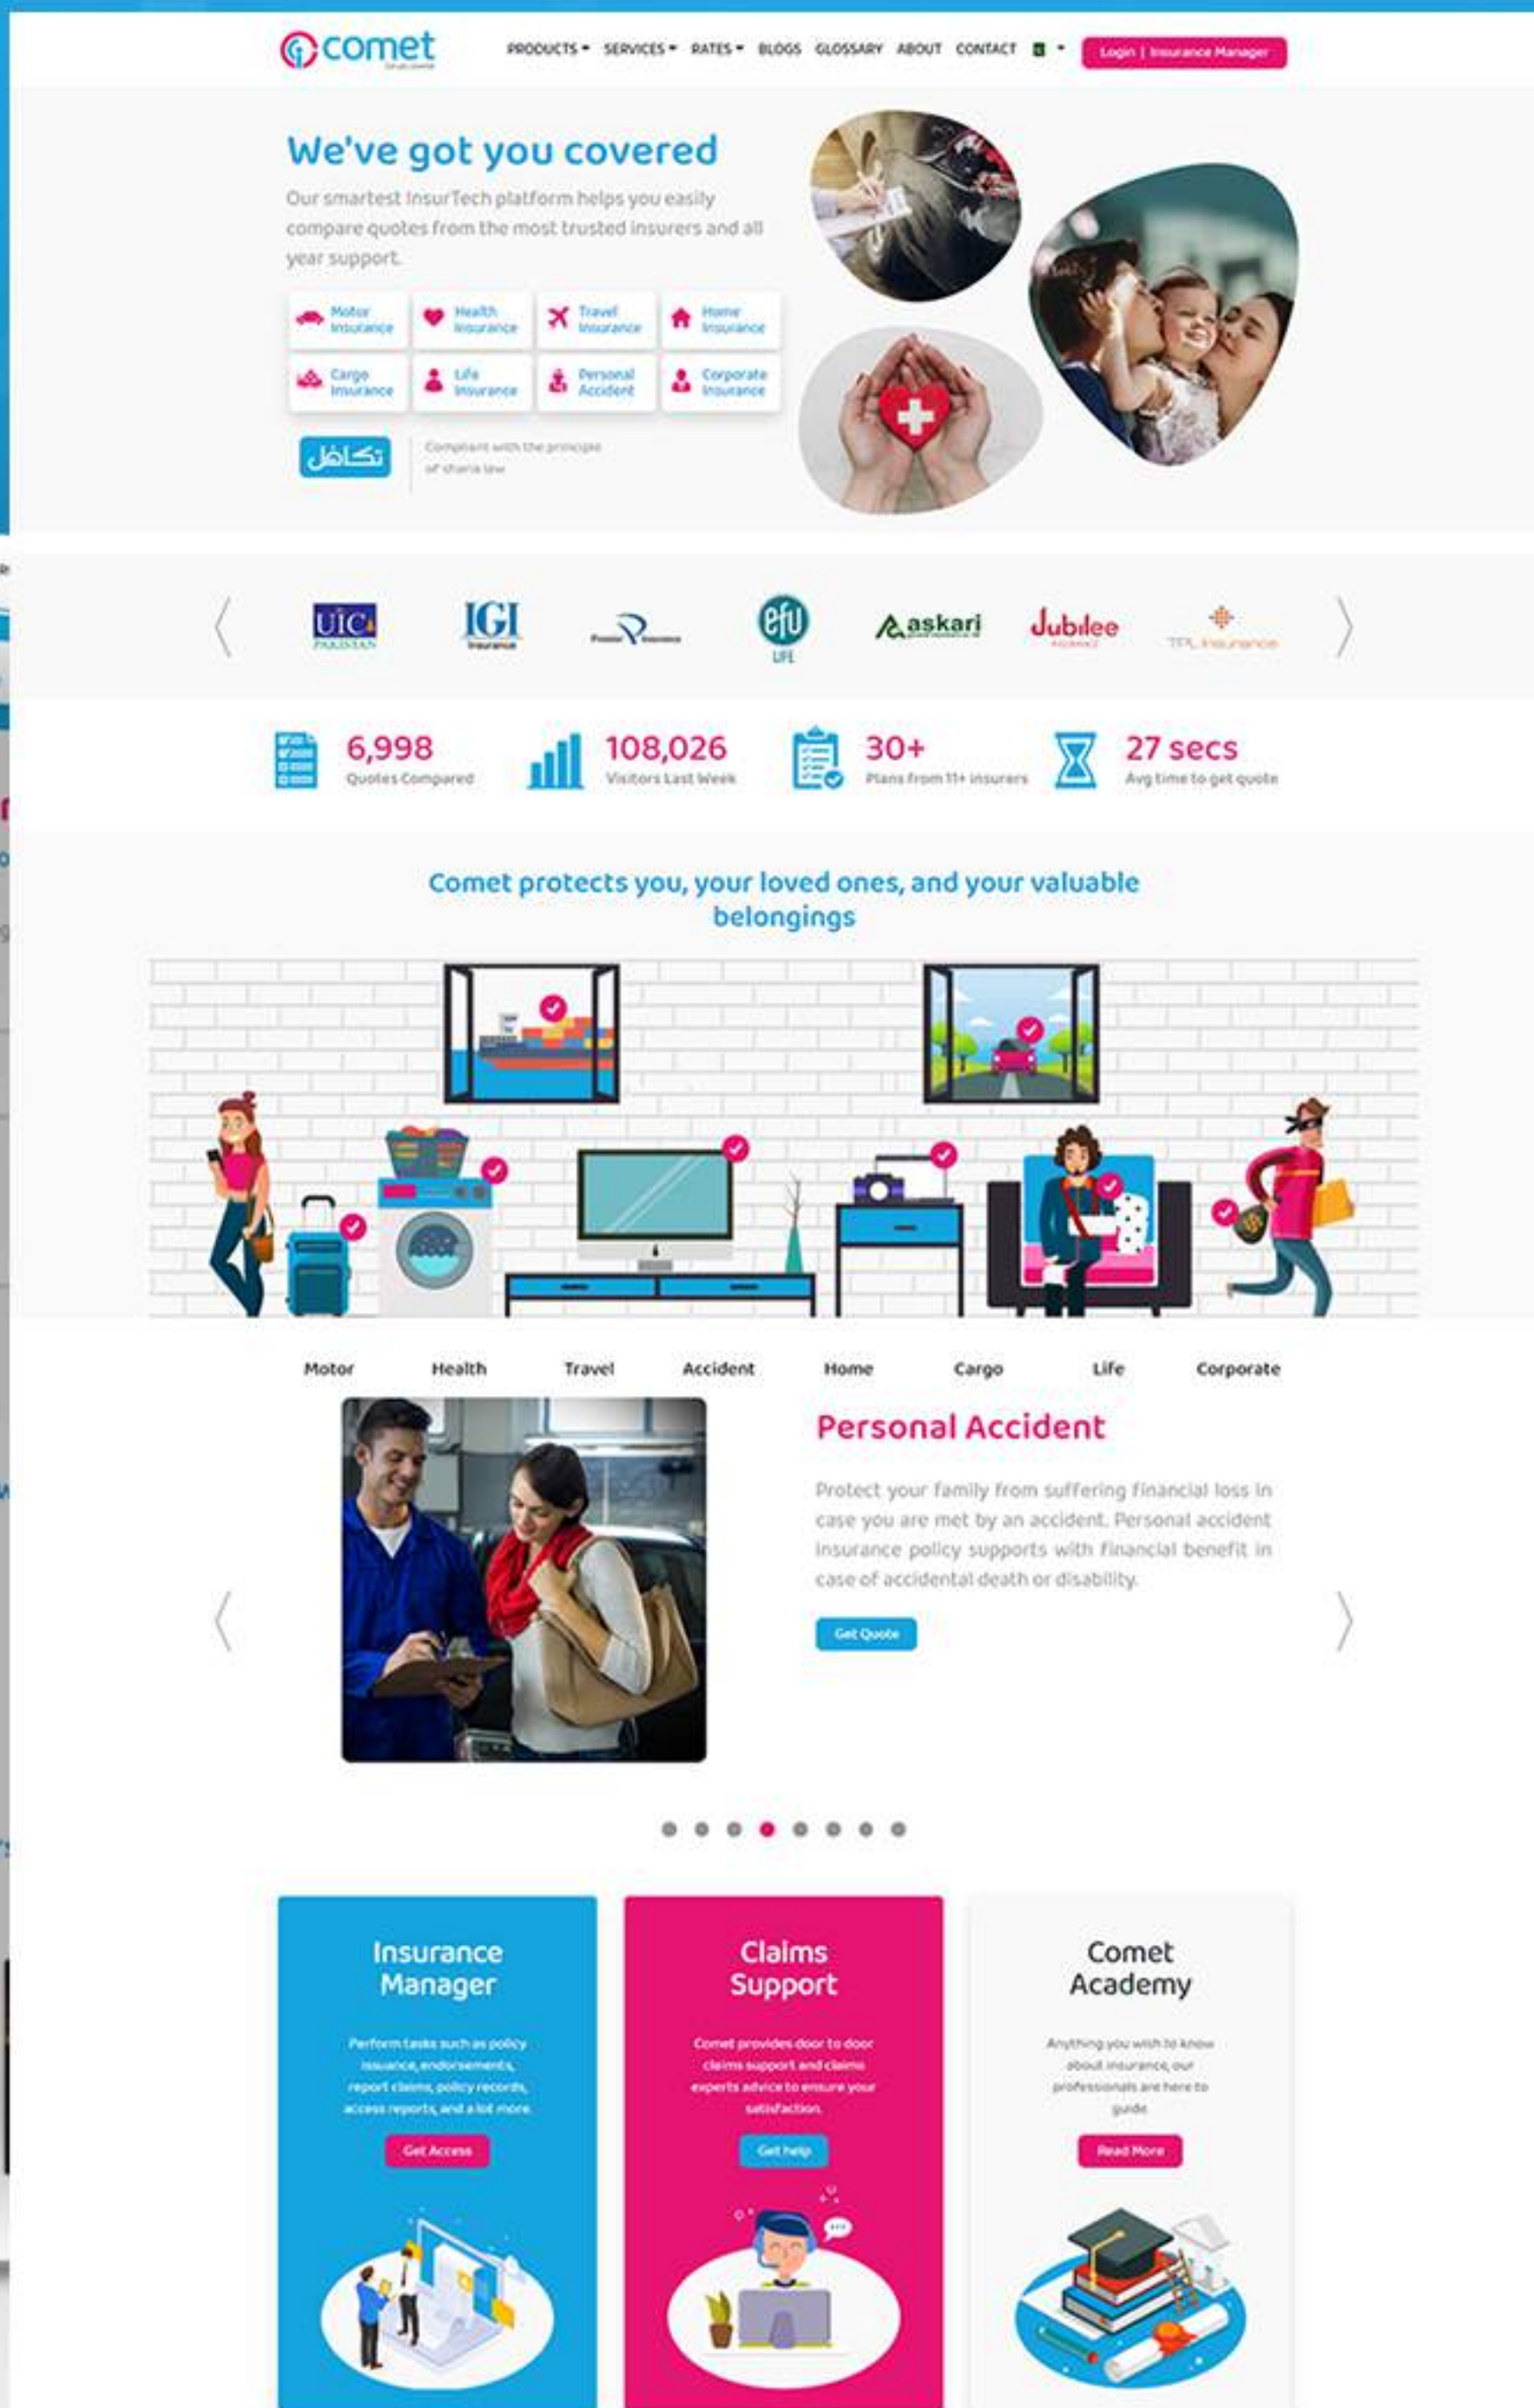 comet
PRODUCTS SERVICES RATES BLOGS GLOSSARY ABOUT CONTACT
Login | Insurance Manager
We've got you covered
Our smartest InsurTech platform helps you easily
compare quotes from the most trusted insurers and all
year support.
Motor
Insurance
Health
Insurance
Travel
Insurance
Home
Insurance
Cargo
Insurance
Life
Insurance
Personal
Accident
Corporate
Insurance
تكافل
Compliant with the principle
of sharia law
UIC
PAKISTAN
IGI
Insurance
Premier Insurance
efu
LIFE
askari
Jubilee
INSURANCE
TPL Insurance
6,998
Quotes Compared
108,026
Visitors Last Week
30+
Plans from 11+ insurers
27 secs
Avg time to get quote
Comet protects you, your loved ones, and your valuable
belongings
Motor Health Travel Accident Home Cargo Life Corporate
Personal Accident
Protect your family from suffering financial loss in
case you are met by an accident. Personal accident
insurance policy supports with financial benefit in
case of accidental death or disability.
Get Quote
Insurance
Manager
Perform tasks such as policy
issuance, endorsements,
report claims, policy records,
access reports, and a lot more.
Get Access
Claims
Support
Comet provides door to door
claims support and claims
experts advice to ensure your
satisfaction.
Get help
Comet
Academy
Anything you wish to know
about insurance, our
professionals are here to
guide.
Read More